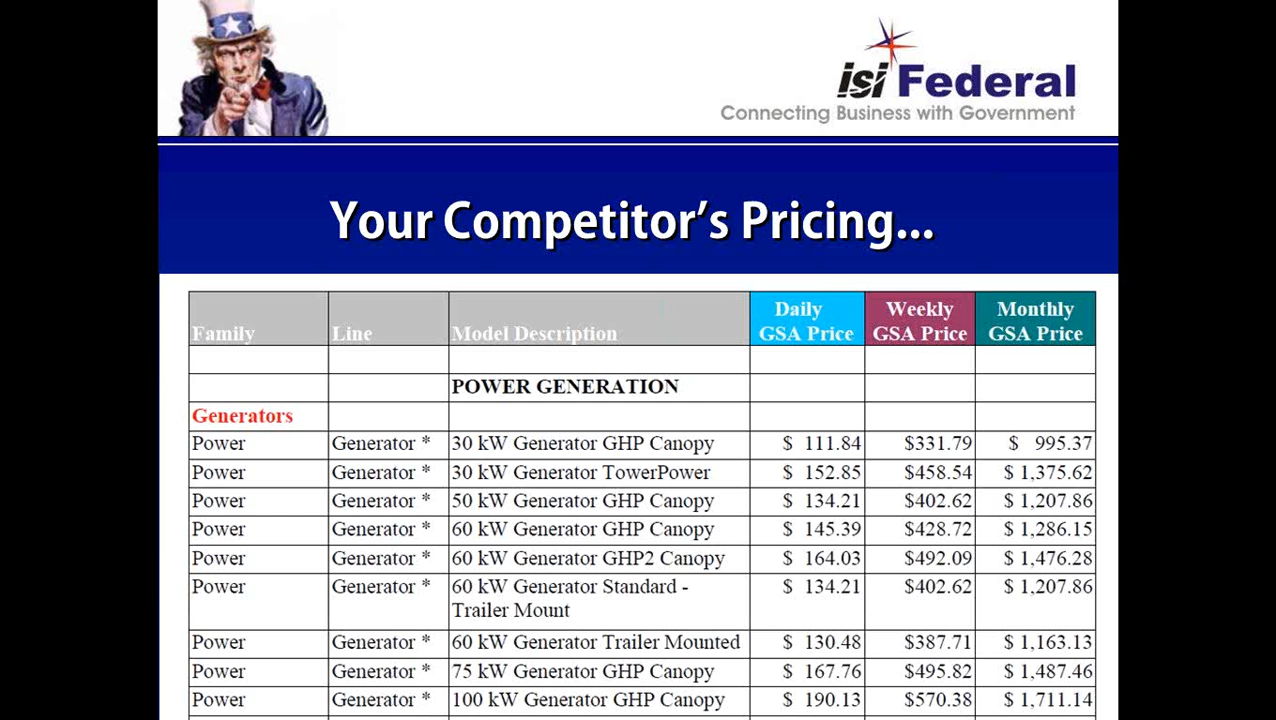 isi Federal
Connecting Business with Government
Your Competitor's Pricing...
Family Line Model Description Daily GSA Price Weekly GSA Price Monthly GSA Price
POWER GENERATION
Generators
Power Generator * 30 kW Generator GHP Canopy $ 111.84 $331.79 $ 995.37
Power Generator * 30 kW Generator TowerPower $ 152.85 $458.54 $ 1,375.62
Power Generator * 50 kW Generator GHP Canopy $ 134.21 $402.62 $ 1,207.86
Power Generator * 60 kW Generator GHP Canopy $ 145.39 $428.72 $ 1,286.15
Power Generator * 60 kW Generator GHP2 Canopy $ 164.03 $492.09 $ 1,476.28
Power Generator * 60 kW Generator Standard - $ 134.21 $402.62 $ 1,207.86
Trailer Mount
Power Generator * 60 kW Generator Trailer Mounted $ 130.48 $387.71 $ 1,163.13
Power Generator * 75 kW Generator GHP Canopy $ 167.76 $495.82 $ 1,487.46
Power Generator * 100 kW Generator GHP Canopy $ 190.13 $570.38 $ 1,711.14